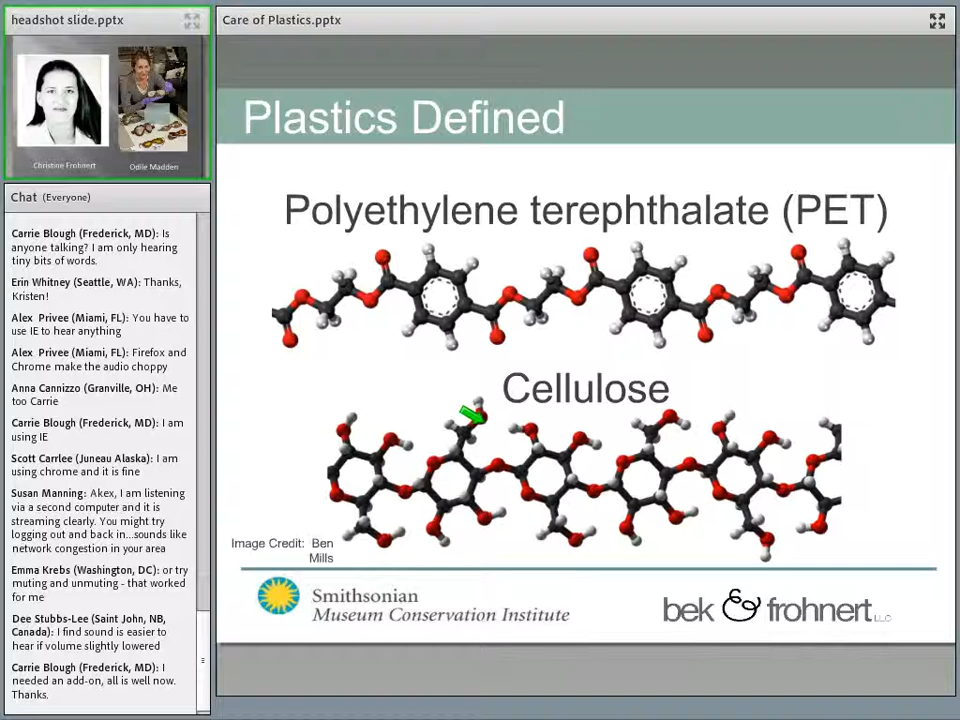 headshot slide.pptx
Christine Frohnert
Odile Madden
Chat (Everyone)
Carrie Blough (Frederick, MD): Is
anyone talking? I am only hearing
tiny bits of words.
Erin Whitney (Seattle, WA): Thanks,
Kristen!
Alex Privee (Miami, FL): You have to
use IE to hear anything
Alex Privee (Miami, FL): Firefox and
Chrome make the audio choppy
Anna Cannizzo (Granville, OH): Me
too Carrie
Carrie Blough (Frederick, MD): I am
using IE
Scott Carrlee (Juneau Alaska): I am
using chrome and it is fine
Susan Manning: Akex, I am listening
via a second computer and it is
streaming clearly. You might try
logging out and back in...sounds like
network congestion in your area
Emma Krebs (Washington, DC): or try
muting and unmuting - that worked
for me
Dee Stubbs-Lee (Saint John, NB,
Canada): I find sound is easier to
hear if volume slightly lowered
Carrie Blough (Frederick, MD): I
needed an add-on, all is well now.
Thanks.
Care of Plastics.pptx
Plastics Defined
Polyethylene terephthalate (PET)
Cellulose
Image Credit: Ben
Mills
Smithsonian
Museum Conservation Institute
bek & frohnert LLC